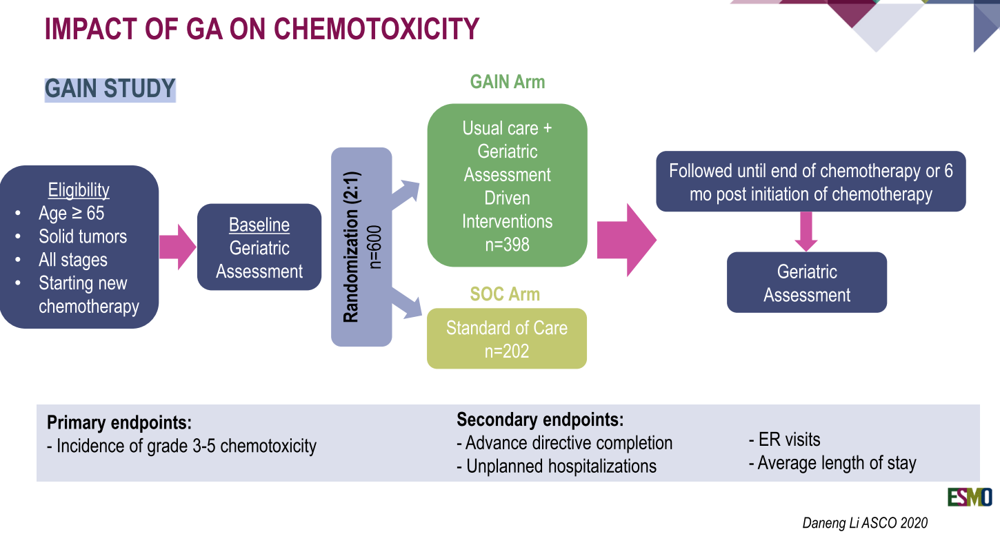 IMPACT OF GA ON CHEMOTOXICITY
GAIN STUDY
Eligibility
• Age ≥ 65
• Solid tumors
• All stages
• Starting new
chemotherapy
Baseline
Geriatric
Assessment
Randomization (2:1)
n=600
GAIN Arm
Usual care +
Geriatric
Assessment
Driven
Interventions
n=398
SOC Arm
Standard of Care
n=202
Followed until end of chemotherapy or 6
mo post initiation of chemotherapy
Geriatric
Assessment
Primary endpoints:
- Incidence of grade 3-5 chemotoxicity
Secondary endpoints:
- Advance directive completion
- Unplanned hospitalizations
- ER visits
- Average length of stay
ESMO
Daneng Li ASCO 2020